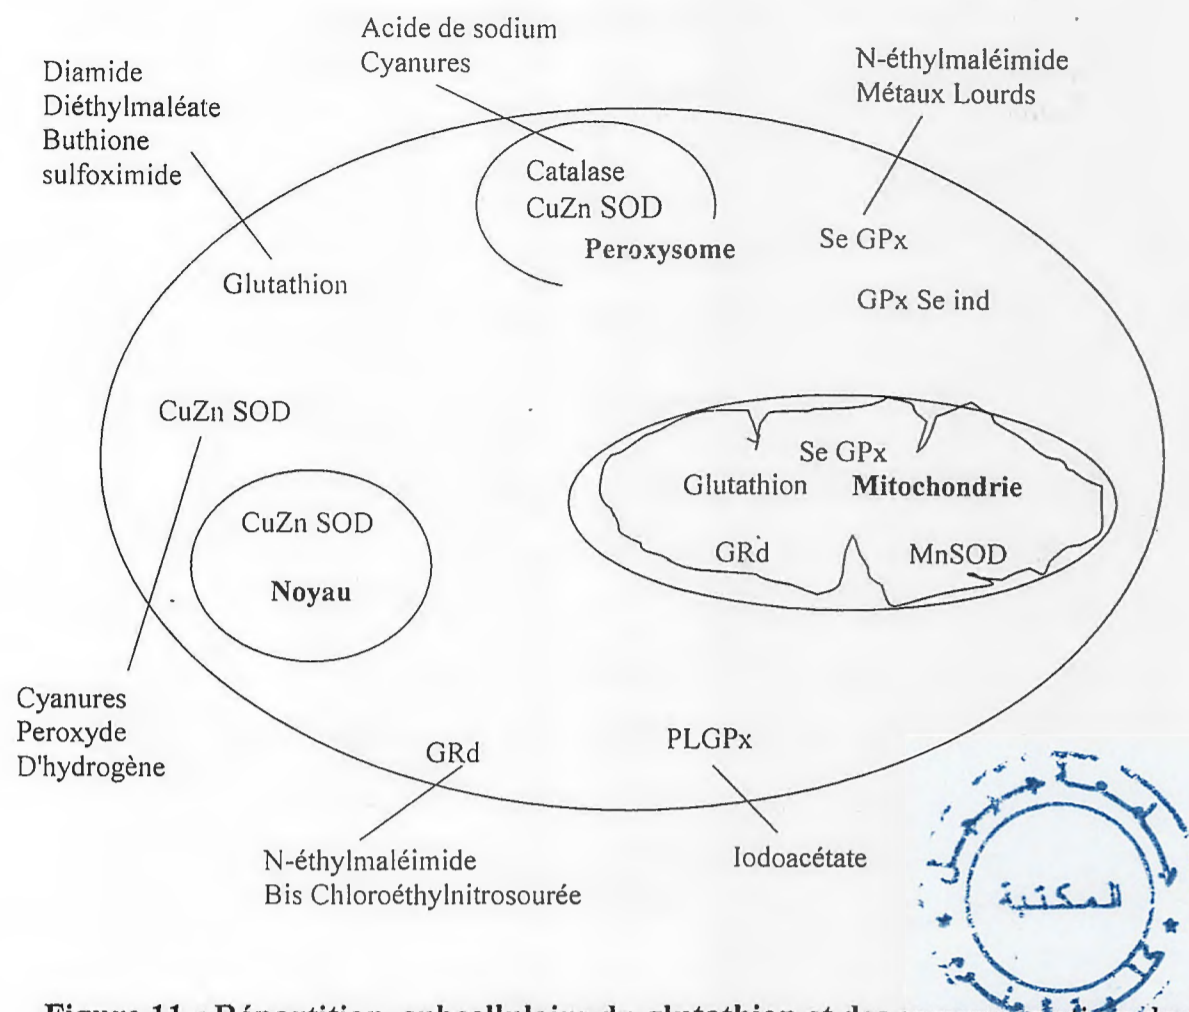 Acide de sodium
Cyanures
Diamide
Diéthylmaléate
Buthione
sulfoximide
N-éthylmaléimide
Métaux Lourds
Catalase
CuZn SOD
Peroxysome
Se GPx
Glutathion
GPx Se ind
CuZn SOD
Se GPx
Glutathion Mitochondrie
CuZn SOD
GRd MnSOD
Noyau
Cyanures
Peroxyde
D'hydrogène
GRd
PLGPx
N-éthylmaléimide
Bis Chloroéthylnitrosourée
Iodoacétate
المكتبة
Figure 11 : Répartition subcellulaire du glutathion et des